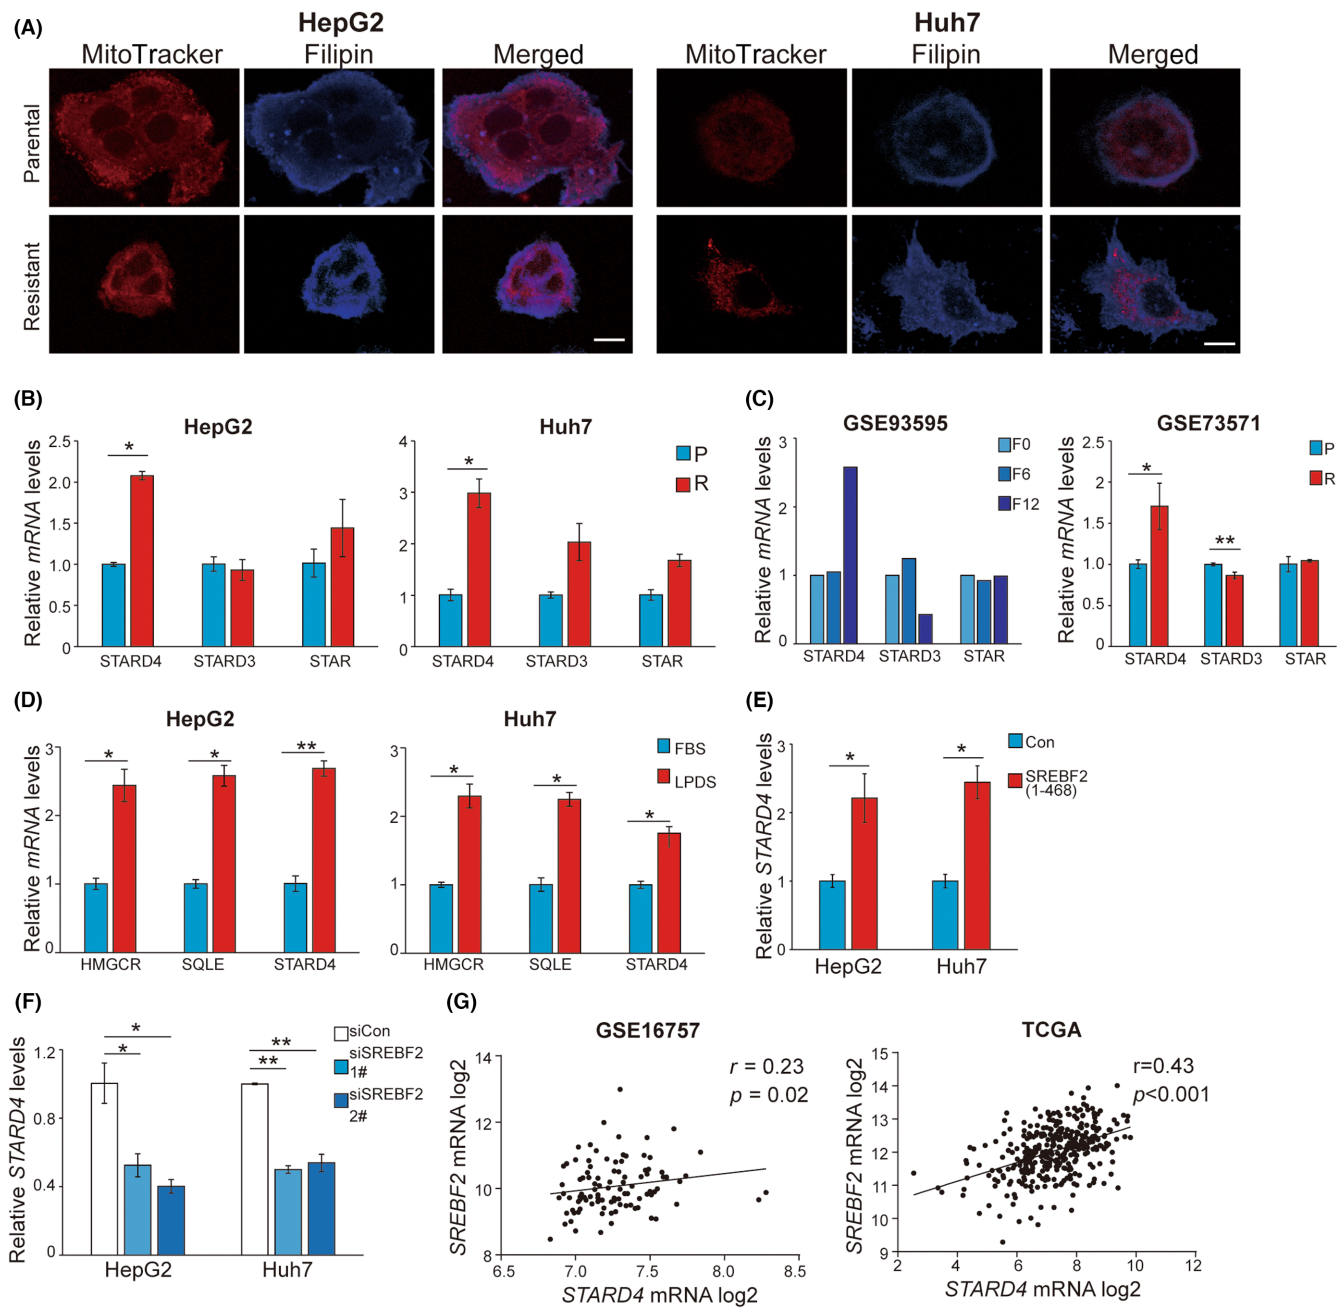 (A)
HepG2
Huh7
MitoTracker Filipin Merged MitoTracker Filipin Merged
Parental
Resistant
(B)
HepG2
Relative mRNA levels
2.5
2.0
1.5
1.0
0.5
0
*
STARD4 STARD3 STAR
Huh7
4
3
2
1
0
*
STARD4 STARD3 STAR
P
R
(C)
GSE93595
Relative mRNA levels
3
2
1
0
STARD4 STARD3 STAR
F0
F6
F12
GSE73571
Relative mRNA levels
2.5
2
1.5
1
0.5
0
*
**
STARD4 STARD3 STAR
P
R
(D)
HepG2
Relative mRNA levels
3
2
1
0
* * **
HMGCR SQLE STARD4
Huh7
3
2
1
0
* * *
HMGCR SQLE STARD4
FBS
LPDS
(E)
Relative STARD4 levels
3
2
1
0
* *
HepG2 Huh7
Con
SREBF2
(1-468)
(F)
Relative STARD4 levels
1.2
0.8
0.4
0
*
*
**
**
HepG2 Huh7
siCon
siSREBF2
1#
siSREBF2
2#
(G)
GSE16757
SREBF2 mRNA log2
14
12
10
8
6.5 7.0 7.5 8.0 8.5
STARD4 mRNA log2
r = 0.23
p = 0.02
TCGA
SREBF2 mRNA log2
15
14
13
12
11
10
9
2 4 6 8 10 12
STARD4 mRNA log2
r=0.43
p<0.001